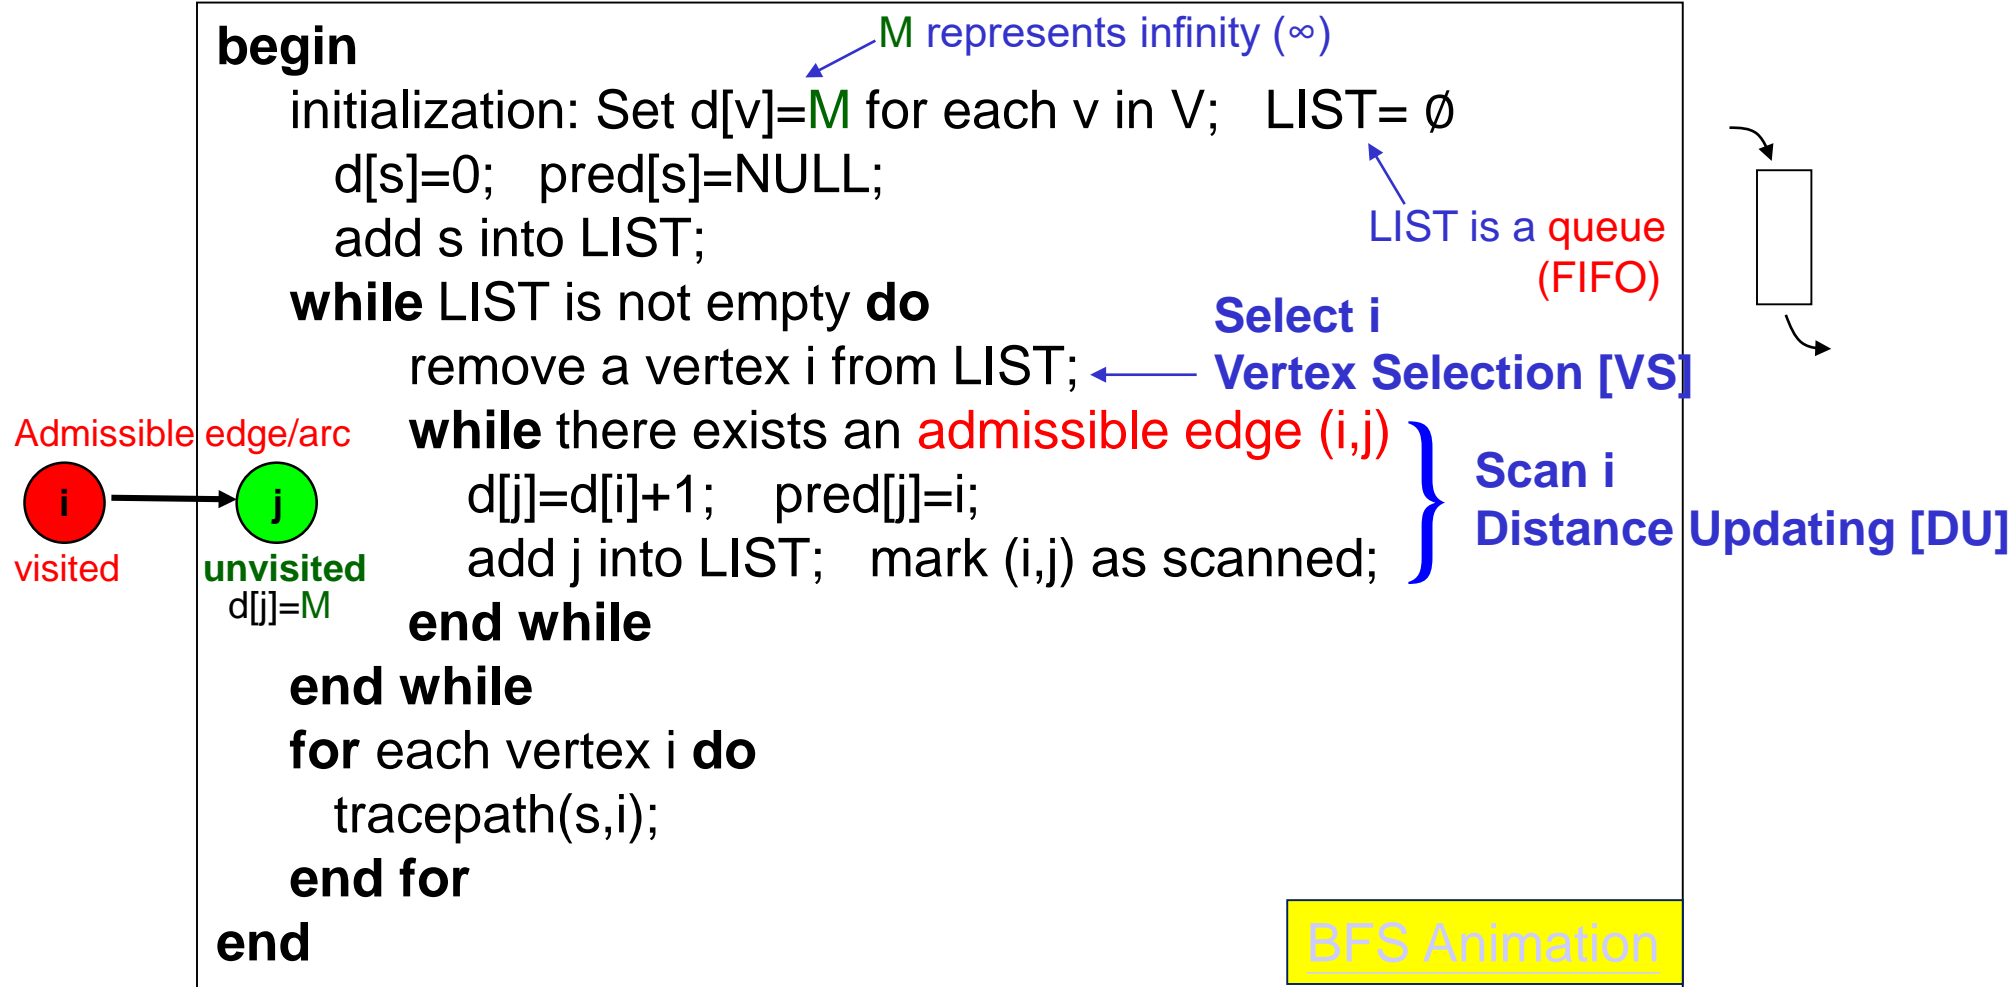 begin
M represents infinity (∞)
initialization: Set d[v]=M for each v in V; LIST= ∅
d[s]=0; pred[s]=NULL;
add s into LIST;
LIST is a queue
(FIFO)
while LIST is not empty do
Select i
remove a vertex i from LIST;
Vertex Selection [VS]
Admissible edge/arc
while there exists an admissible edge (i,j)
i
j
d[j]=d[i]+1; pred[j]=i;
Scan i
Distance Updating [DU]
visited
unvisited
d[j]=M
add j into LIST; mark (i,j) as scanned;
end while
end while
for each vertex i do
tracepath(s,i);
end for
end
BFS Animation